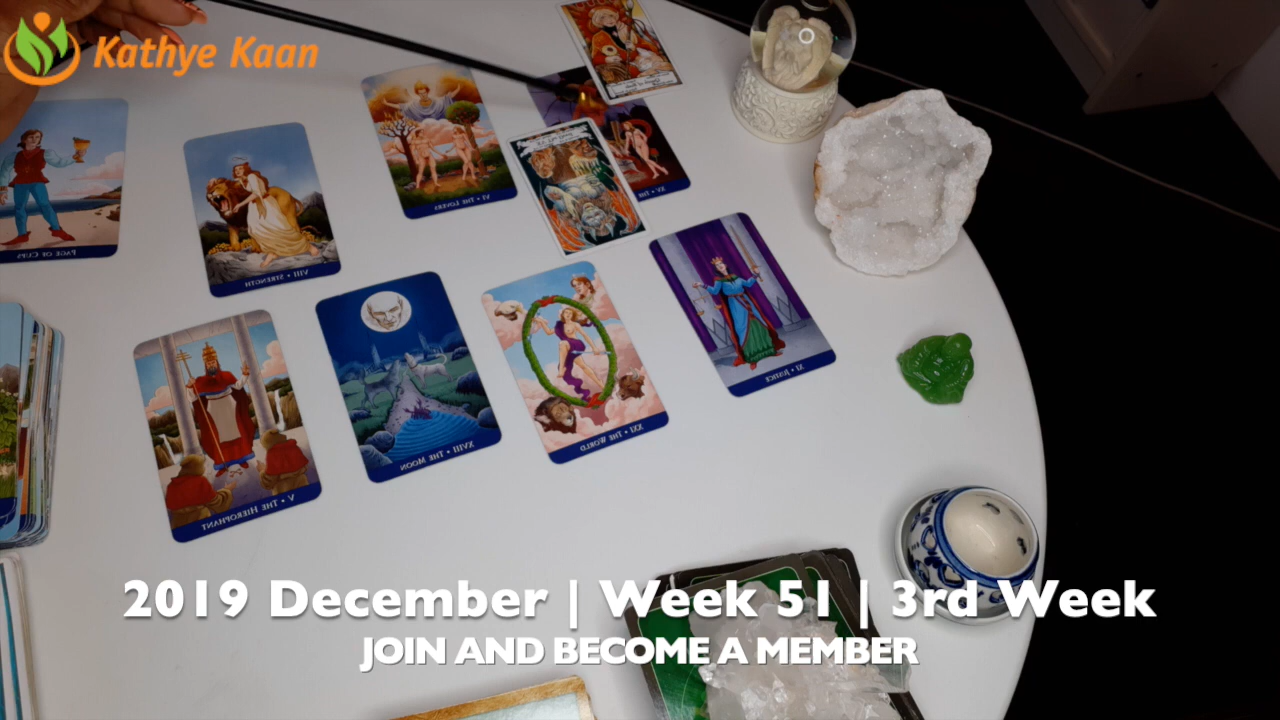 Kathye Kaan
VI • THE LOVERS
XV • THE
PAGE OF CUPS
VIII • STRENGTH
XI • JUSTICE
XXI • THE WORLD
XVIII • THE MOON
V • THE HIEROPHANT
2019 December | Week 51 | 3rd Week
JOIN AND BECOME A MEMBER